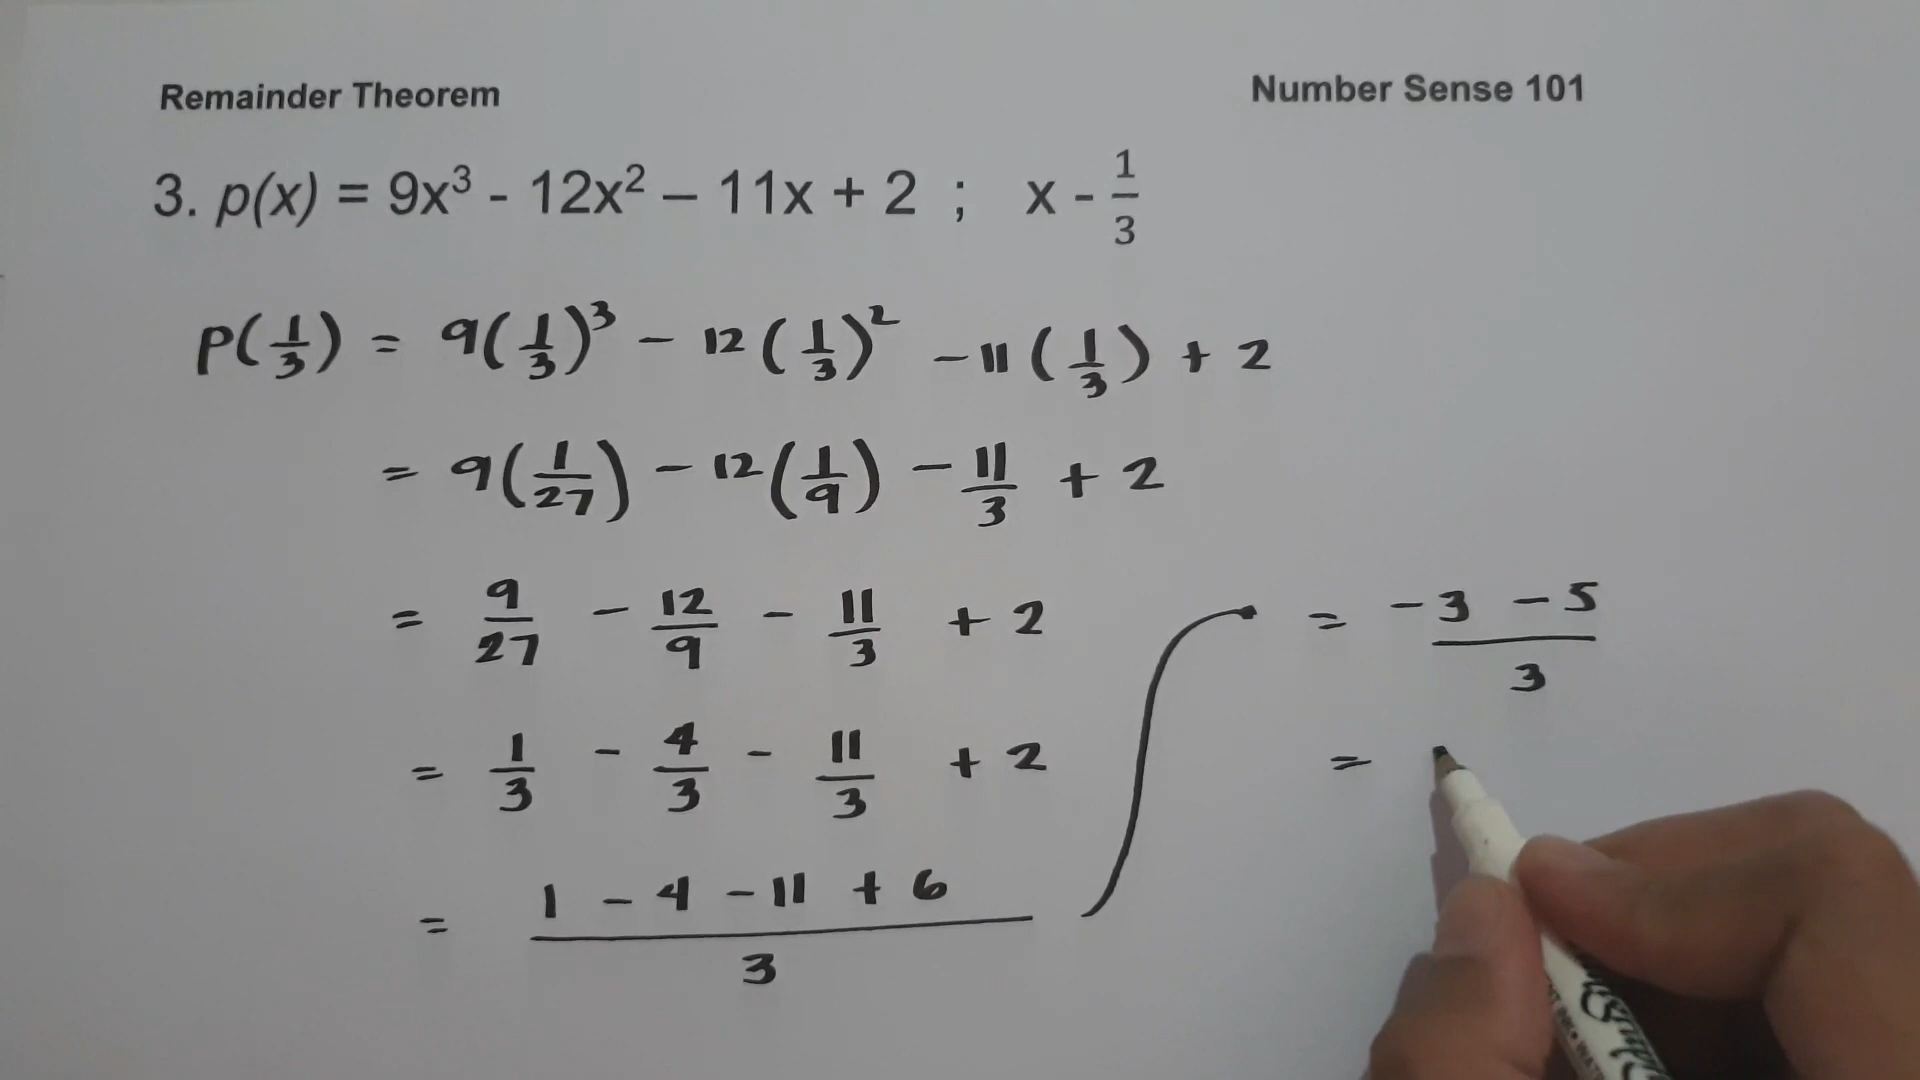 Remainder Theorem
Number Sense 101
3. p(x) = 9x³ - 12x² – 11x + 2 ; x - 1/3
P(1/3) = 9(1/3)³ - 12(1/3)² - 11(1/3) + 2
= 9(1/27) - 12(1/9) - 11/3 + 2
= 9/27 - 12/9 - 11/3 + 2
= 1/3 - 4/3 - 11/3 + 2
= (1 - 4 - 11 + 6)/3
= (-3 - 5)/3
=